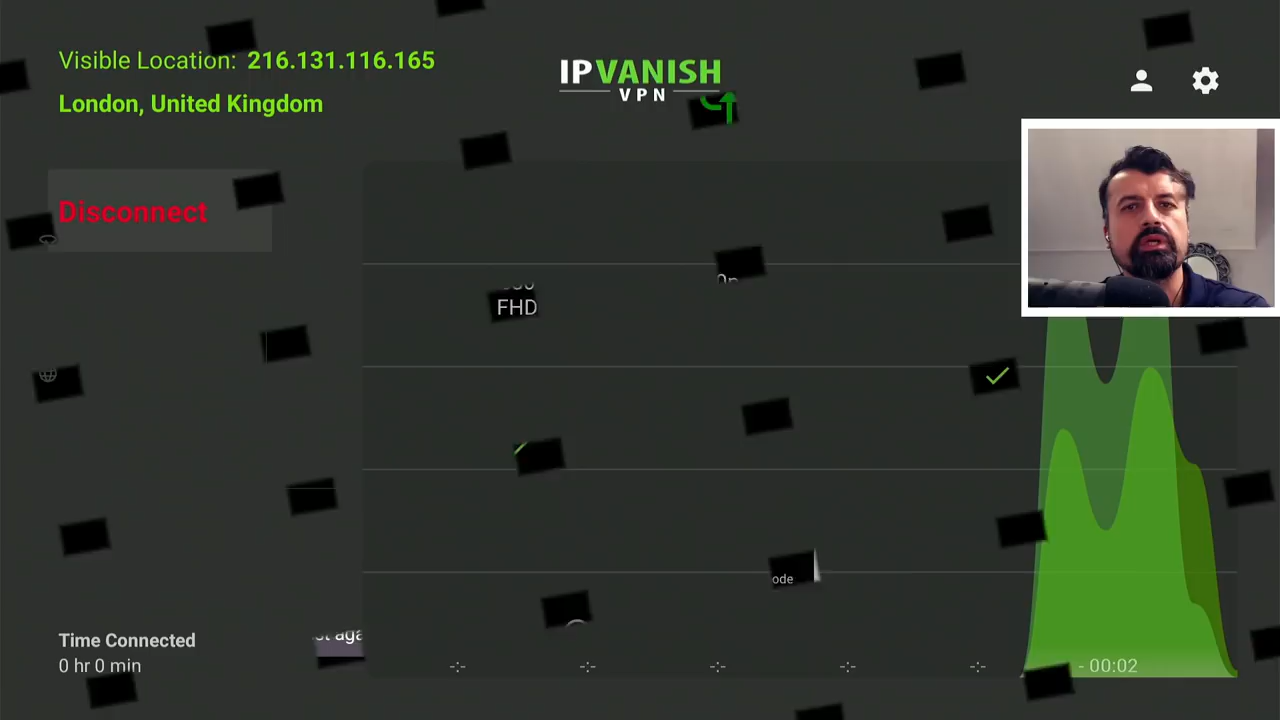 Visible Location: 216.131.116.165
London, United Kingdom
IPVANISH
VPN
Disconnect
FHD
Time Connected
0 hr 0 min
-:-
-:-
-:-
-:-
-:-
- 00:02